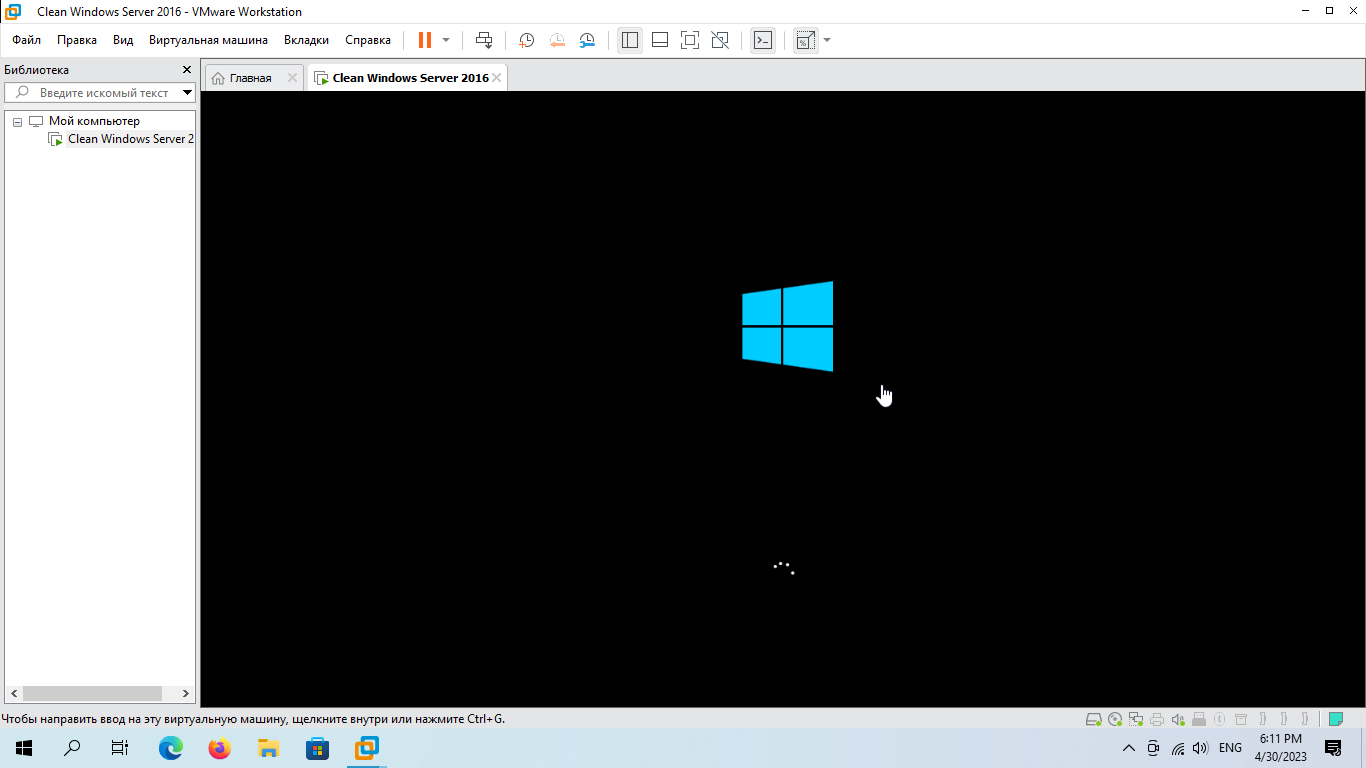 Clean Windows Server 2016 - VMware Workstation
Файл Правка Вид Виртуальная машина Вкладки Справка
Библиотека
Главная
Clean Windows Server 2016
Введите искомый текст
Мой компьютер
Clean Windows Server 2
Чтобы направить ввод на эту виртуальную машину, щелкните внутри или нажмите Ctrl+G.
ENG
6:11 PM
4/30/2023